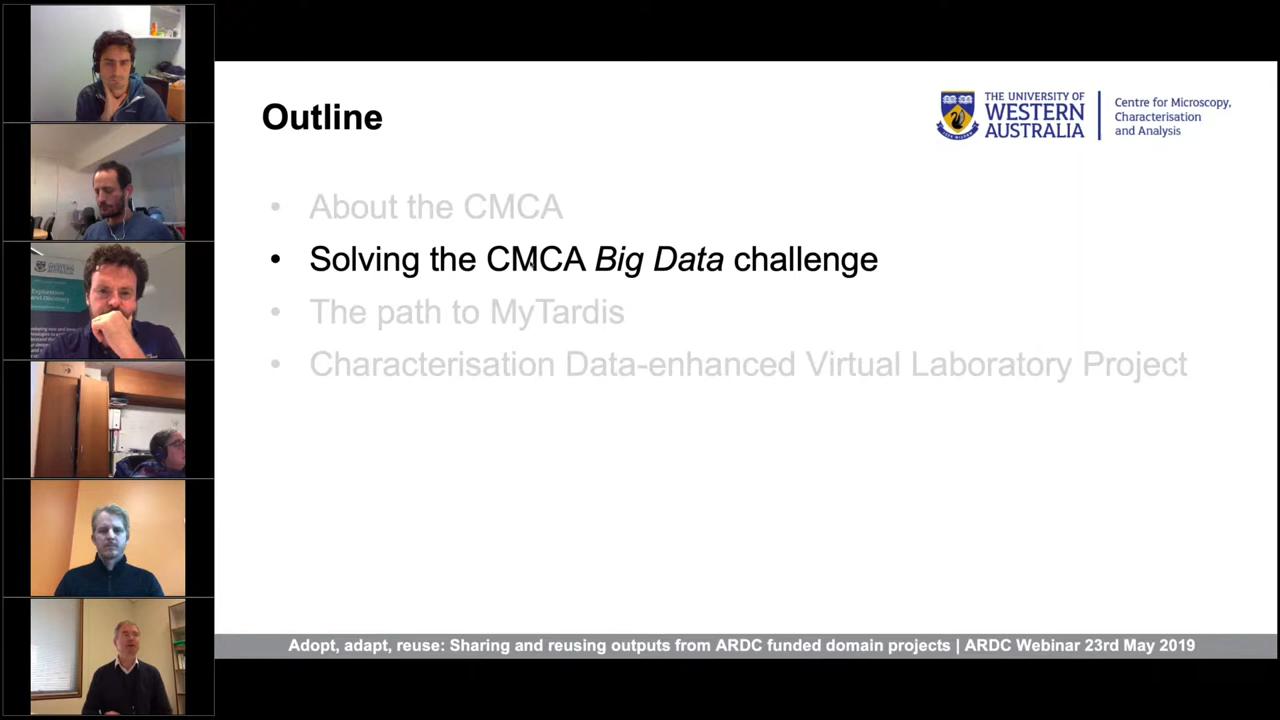 Outline
THE UNIVERSITY OF
WESTERN
AUSTRALIA
Centre for Microscopy,
Characterisation
and Analysis
• About the CMCA
• Solving the CMCA Big Data challenge
• The path to MyTardis
• Characterisation Data-enhanced Virtual Laboratory Project
Adopt, adapt, reuse: Sharing and reusing outputs from ARDC funded domain projects | ARDC Webinar 23rd May 2019